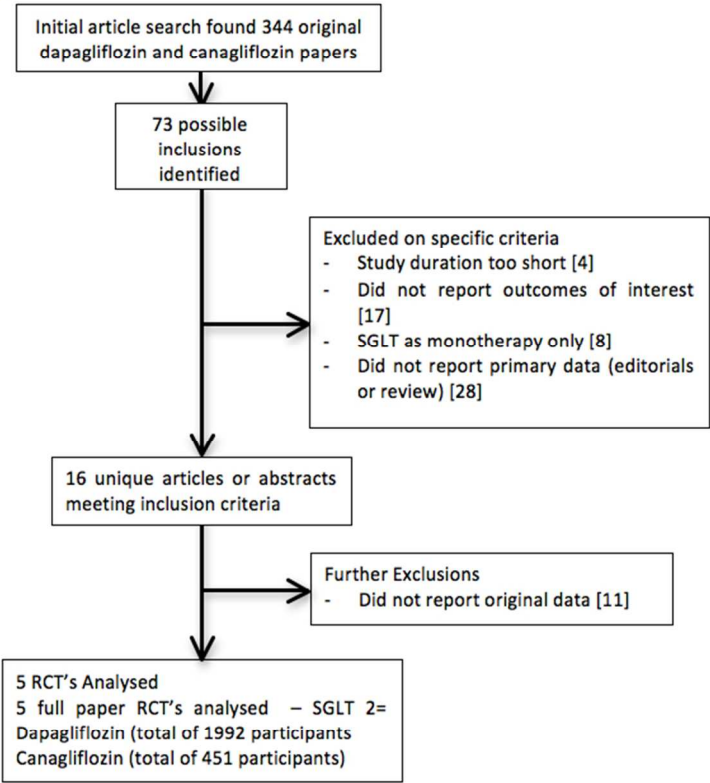 Initial article search found 344 original
dapagliflozin and canagliflozin papers
73 possible
inclusions
identified
Excluded on specific criteria
- Study duration too short [4]
- Did not report outcomes of interest
[17]
- SGLT as monotherapy only [8]
- Did not report primary data (editorials
or review) [28]
16 unique articles or abstracts
meeting inclusion criteria
Further Exclusions
- Did not report original data [11]
5 RCT's Analysed
5 full paper RCT's analysed – SGLT 2=
Dapagliflozin (total of 1992 participants
Canagliflozin (total of 451 participants)